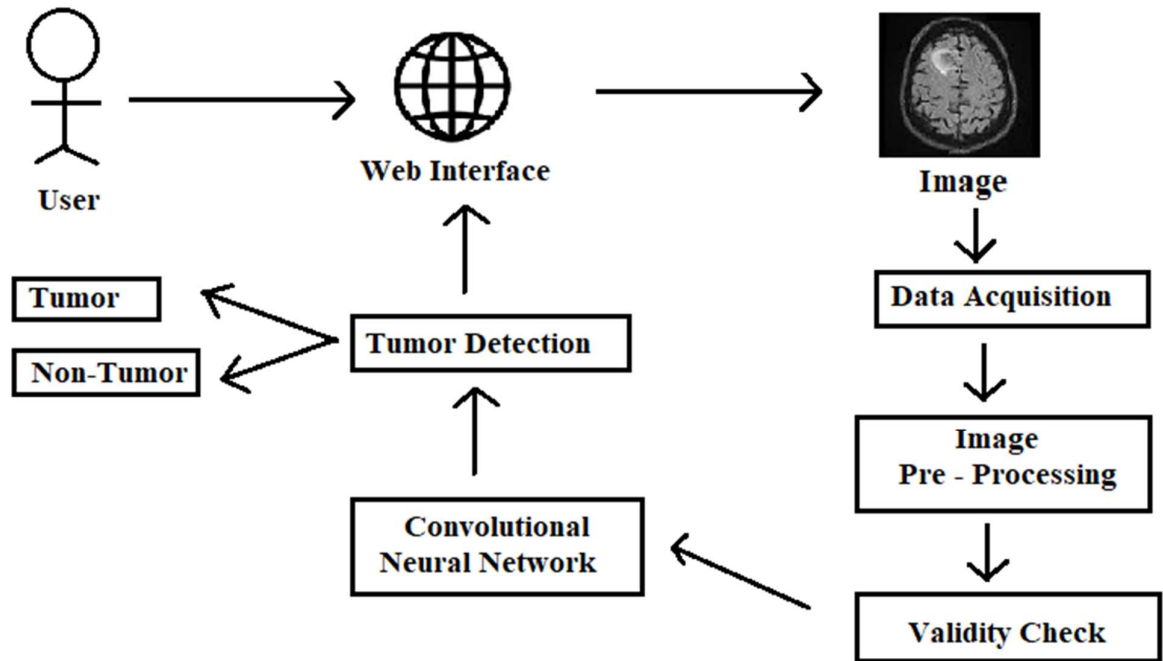 User
Web Interface
Image
Data Acquisition
Image
Pre - Processing
Validity Check
Convolutional
Neural Network
Tumor Detection
Tumor
Non-Tumor